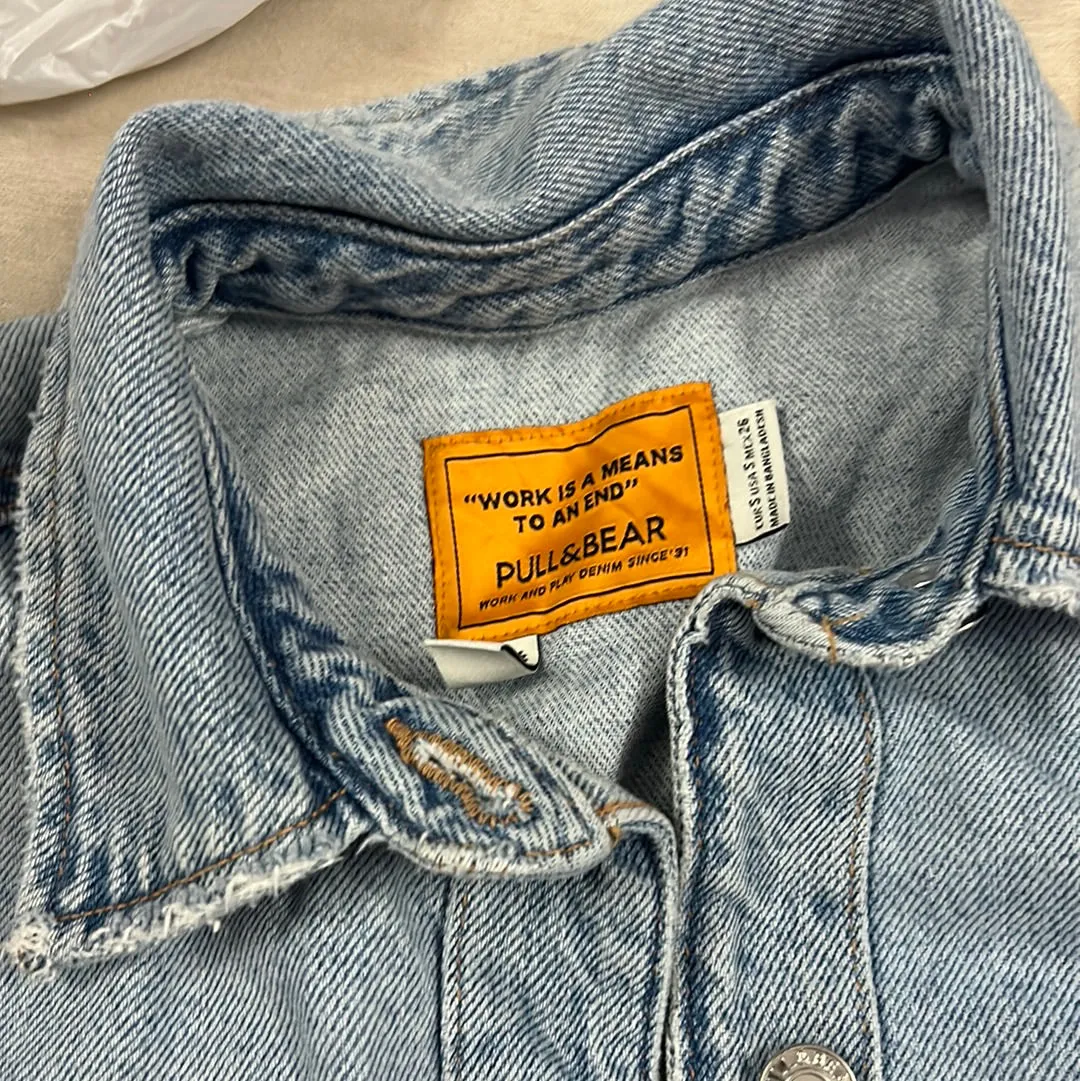 “WORK IS A MEANS
TO AN END”
PULL&BEAR
WORK AND PLAY DENIM SINCE'91
EUR S USA S MEX 26
MADE IN BANGLADESH